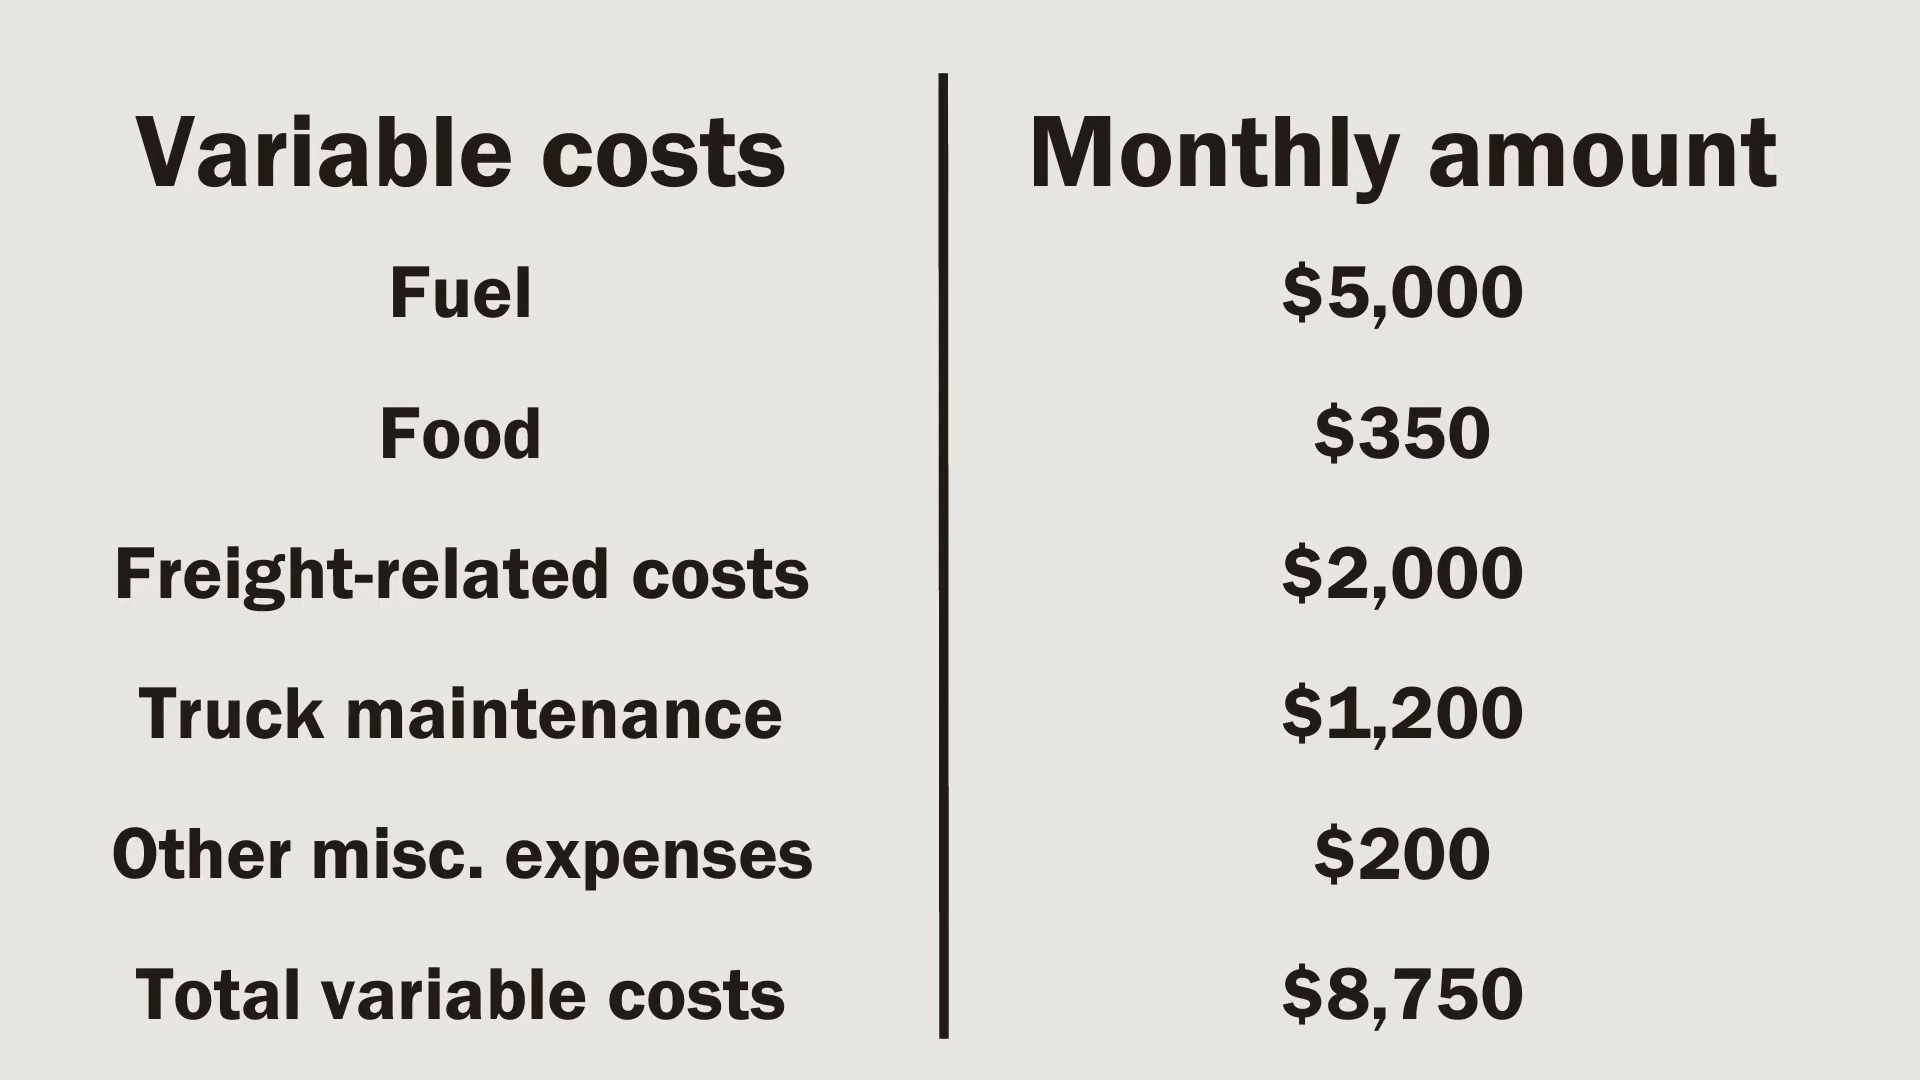 Variable costs Monthly amount
Fuel $5,000
Food $350
Freight-related costs $2,000
Truck maintenance $1,200
Other misc. expenses $200
Total variable costs $8,750